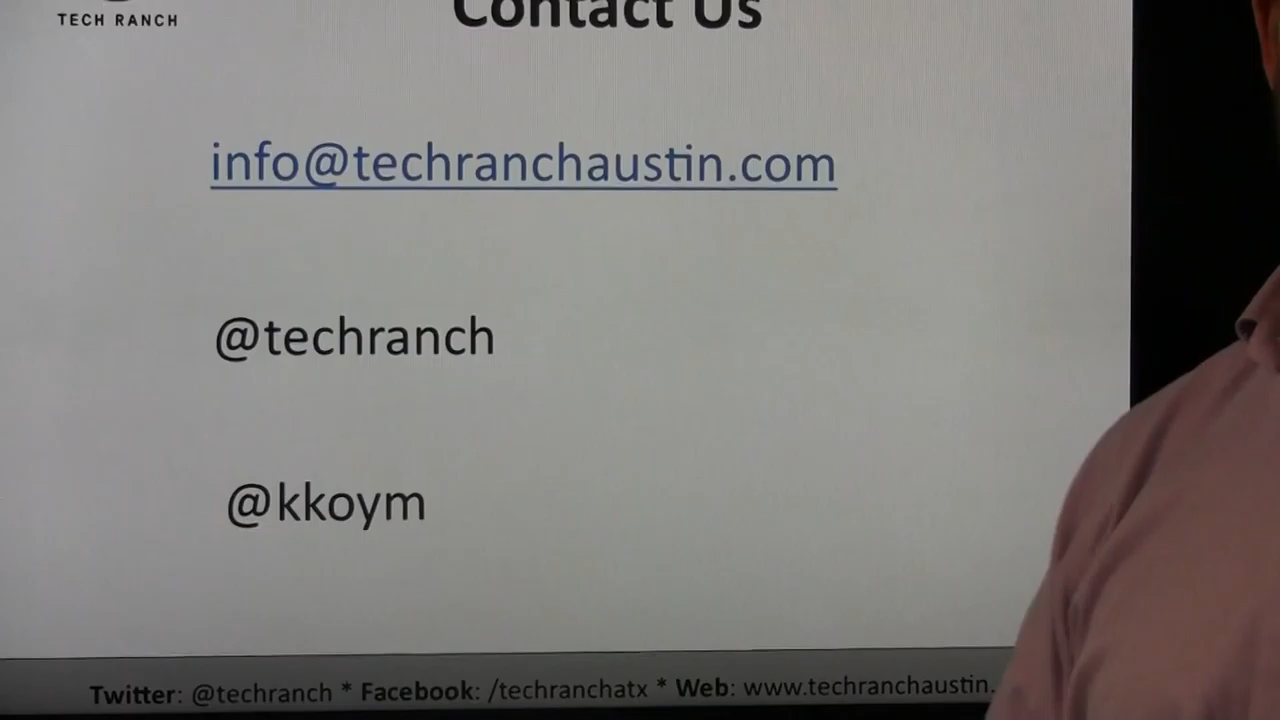 TECH RANCH
Contact Us
info@techranchaustin.com
@techranch
@kkoym
Twitter: @techranch * Facebook: /techranchatx * Web: www.techranchaustin.